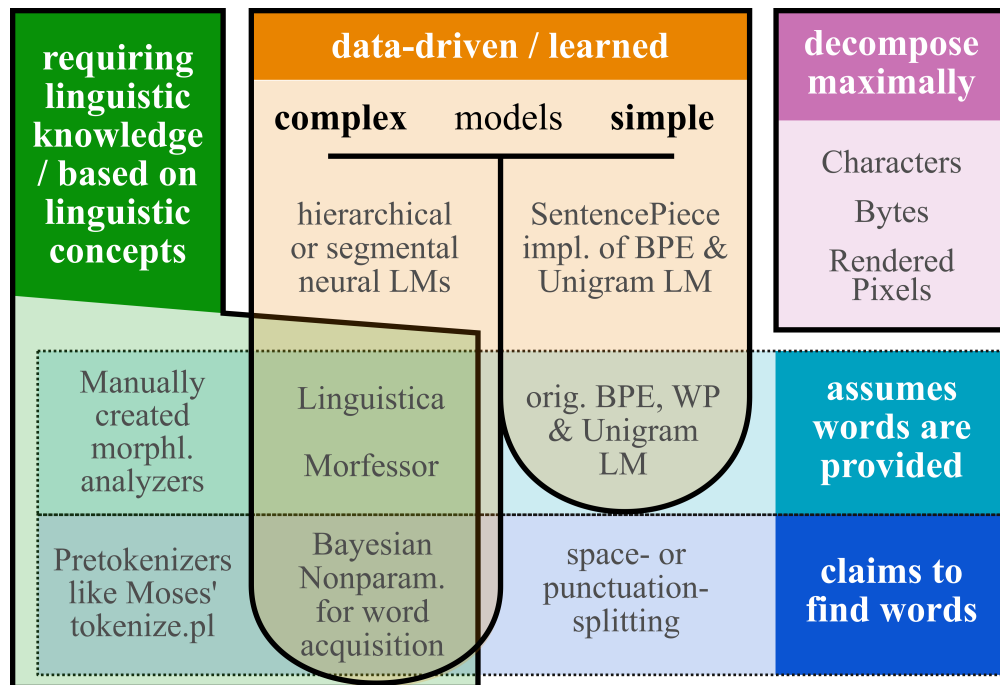 requiring
linguistic
knowledge
/ based on
linguistic
concepts
data-driven / learned
complex models simple
hierarchical
or segmental
neural LMs
SentencePiece
impl. of BPE &
Unigram LM
decompose
maximally
Characters
Bytes
Rendered
Pixels
Manually
created
morphl.
analyzers
Linguistica
Morfessor
orig. BPE, WP
& Unigram
LM
assumes
words are
provided
Pretokenizers
like Moses'
tokenize.pl
Bayesian
Nonparam.
for word
acquisition
space- or
punctuation-
splitting
claims to
find words